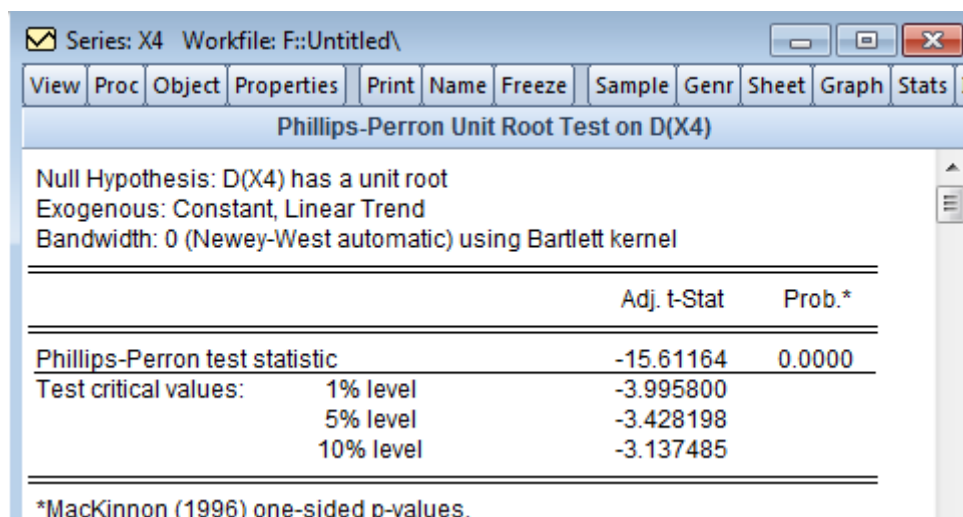 Series: X4 Workfile: F::Untitled\
View Proc Object Properties Print Name Freeze Sample Genr Sheet Graph Stats
Phillips-Perron Unit Root Test on D(X4)
Null Hypothesis: D(X4) has a unit root
Exogenous: Constant, Linear Trend
Bandwidth: 0 (Newey-West automatic) using Bartlett kernel
Adj. t-Stat Prob.*
Phillips-Perron test statistic -15.61164 0.0000
Test critical values: 1% level -3.995800
5% level -3.428198
10% level -3.137485
*MacKinnon (1996) one-sided p-values.